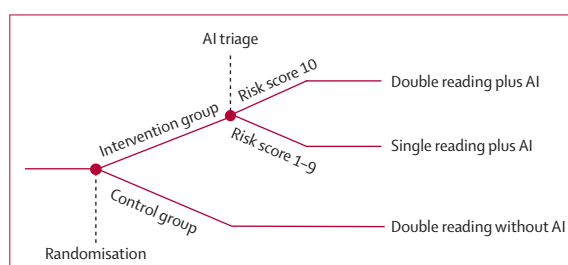 AI triage
Risk score 10
Double reading plus AI
Intervention group
Risk score 1–9
Single reading plus AI
Control group
Double reading without AI
Randomisation